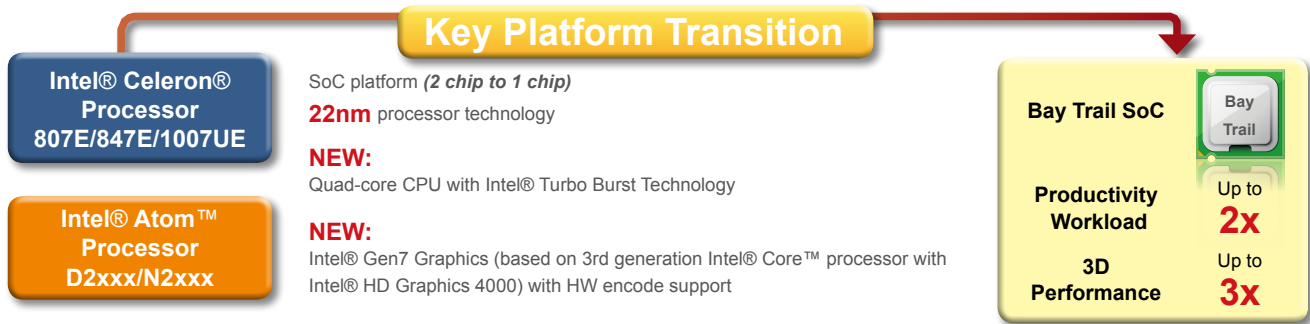 Key Platform Transition
Intel® Celeron®
Processor
807E/847E/1007UE
Intel® Atom™
Processor
D2xxx/N2xxx
SoC platform (2 chip to 1 chip)
22nm processor technology
NEW:
Quad-core CPU with Intel® Turbo Burst Technology
NEW:
Intel® Gen7 Graphics (based on 3rd generation Intel® Core™ processor with
Intel® HD Graphics 4000) with HW encode support
Bay Trail SoC
Bay
Trail
Productivity
Workload
Up to
2x
3D
Performance
Up to
3x